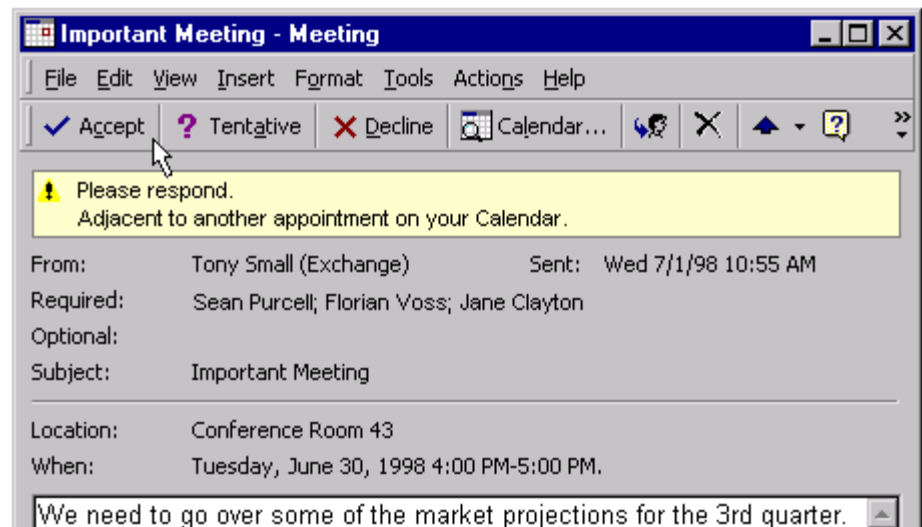 Important Meeting - Meeting
File Edit View Insert Format Tools Actions Help
Accept ? Tentative Decline Calendar... ?
Please respond.
Adjacent to another appointment on your Calendar.
From: Tony Small (Exchange) Sent: Wed 7/1/98 10:55 AM
Required: Sean Purcell; Florian Voss; Jane Clayton
Optional:
Subject: Important Meeting
Location: Conference Room 43
When: Tuesday, June 30, 1998 4:00 PM-5:00 PM.
We need to go over some of the market projections for the 3rd quarter.